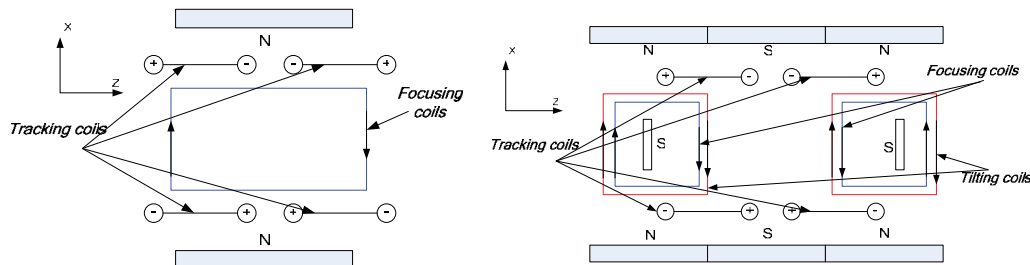 N
X
+ - - +
Z
Focusing
coils
Tracking coils
- + + -
N
N S N
X
+ - - +
Z
Focusing coils
Tracking coils
S S
Tilting coils
- + + -
N S N